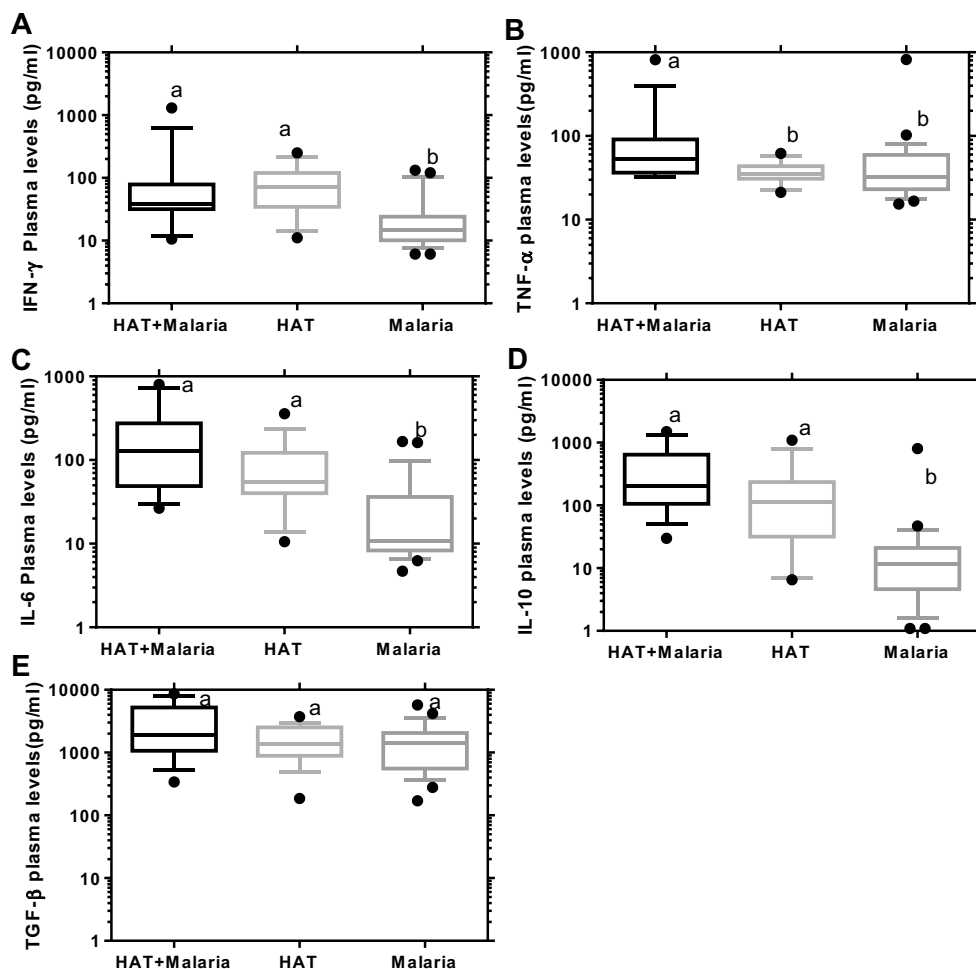 A
IFN-γ Plasma levels (pg/ml)
10000
1000
100
10
1
a
a
b
HAT+Malaria HAT Malaria
B
TNF-α plasma levels(pg/ml)
1000
100
10
1
a
b
b
HAT+Malaria HAT Malaria
C
IL-6 Plasma levels (pg/ml)
1000
100
10
1
a
a
b
HAT+Malaria HAT Malaria
D
IL-10 plasma levels (pg/ml)
10000
1000
100
10
1
a
a
b
HAT+Malaria HAT Malaria
E
TGF-β plasma levels(pg/ml)
10000
1000
100
10
1
a
a
a
HAT+Malaria HAT Malaria